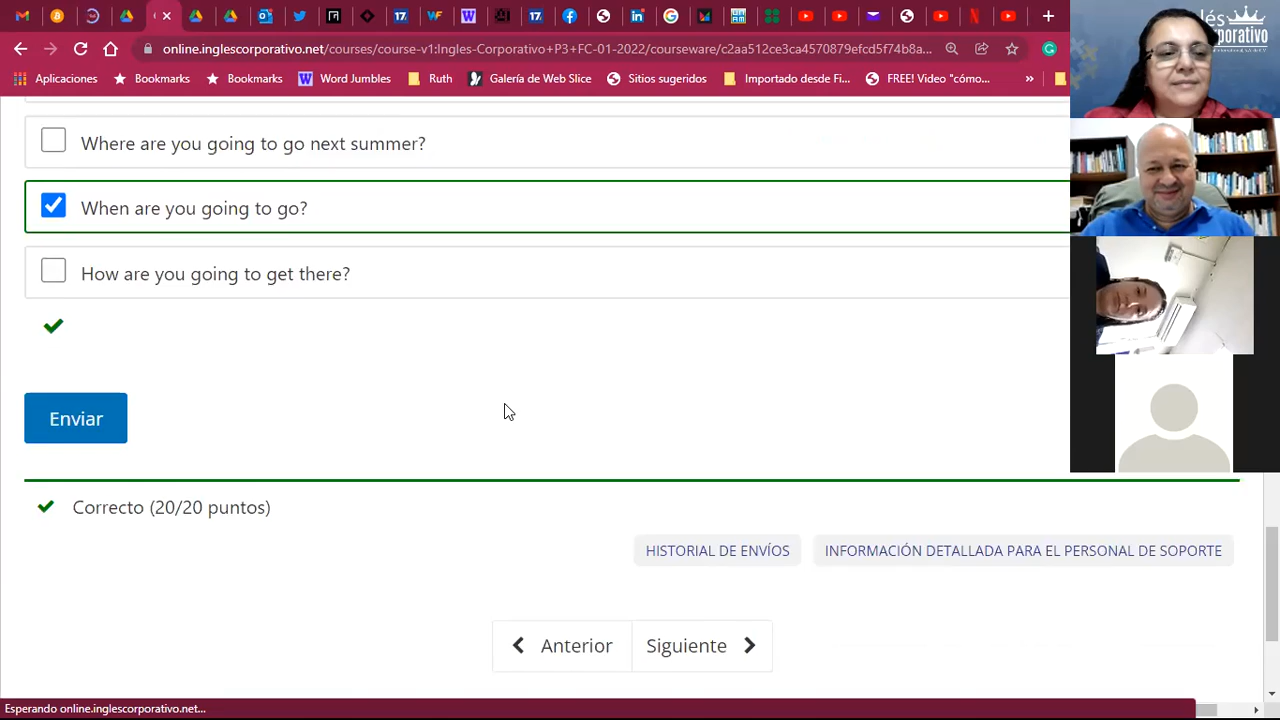 online.inglescorporativo.net/courses/course-v1:Ingles-Corporativo+P3+FC-01-2022/courseware/c2aa512ce3ca4570879efcd5f74b8a...
Aplicaciones Bookmarks Bookmarks Word Jumbles Ruth Galería de Web Slice Sitios sugeridos Importado desde Fi... FREE! Video "cómo... »
Where are you going to go next summer?
When are you going to go?
How are you going to get there?
Enviar
Correcto (20/20 puntos)
HISTORIAL DE ENVÍOS INFORMACIÓN DETALLADA PARA EL PERSONAL DE SOPORTE
Anterior Siguiente
Esperando online.inglescorporativo.net...